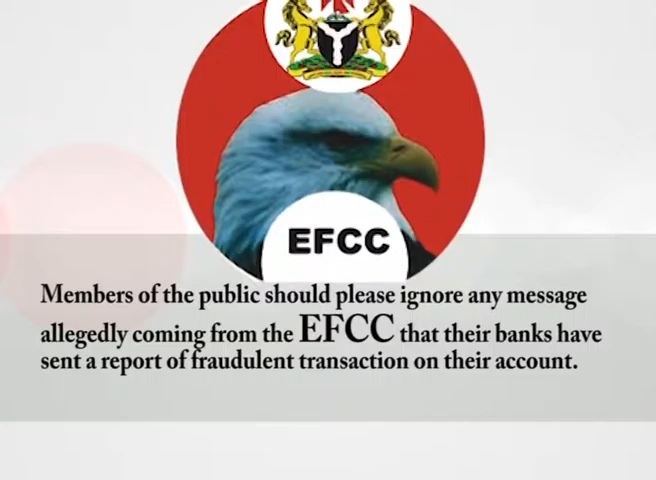 EFCC
Members of the public should please ignore any message
allegedly coming from the EFCC that their banks have
sent a report of fraudulent transaction on their account.